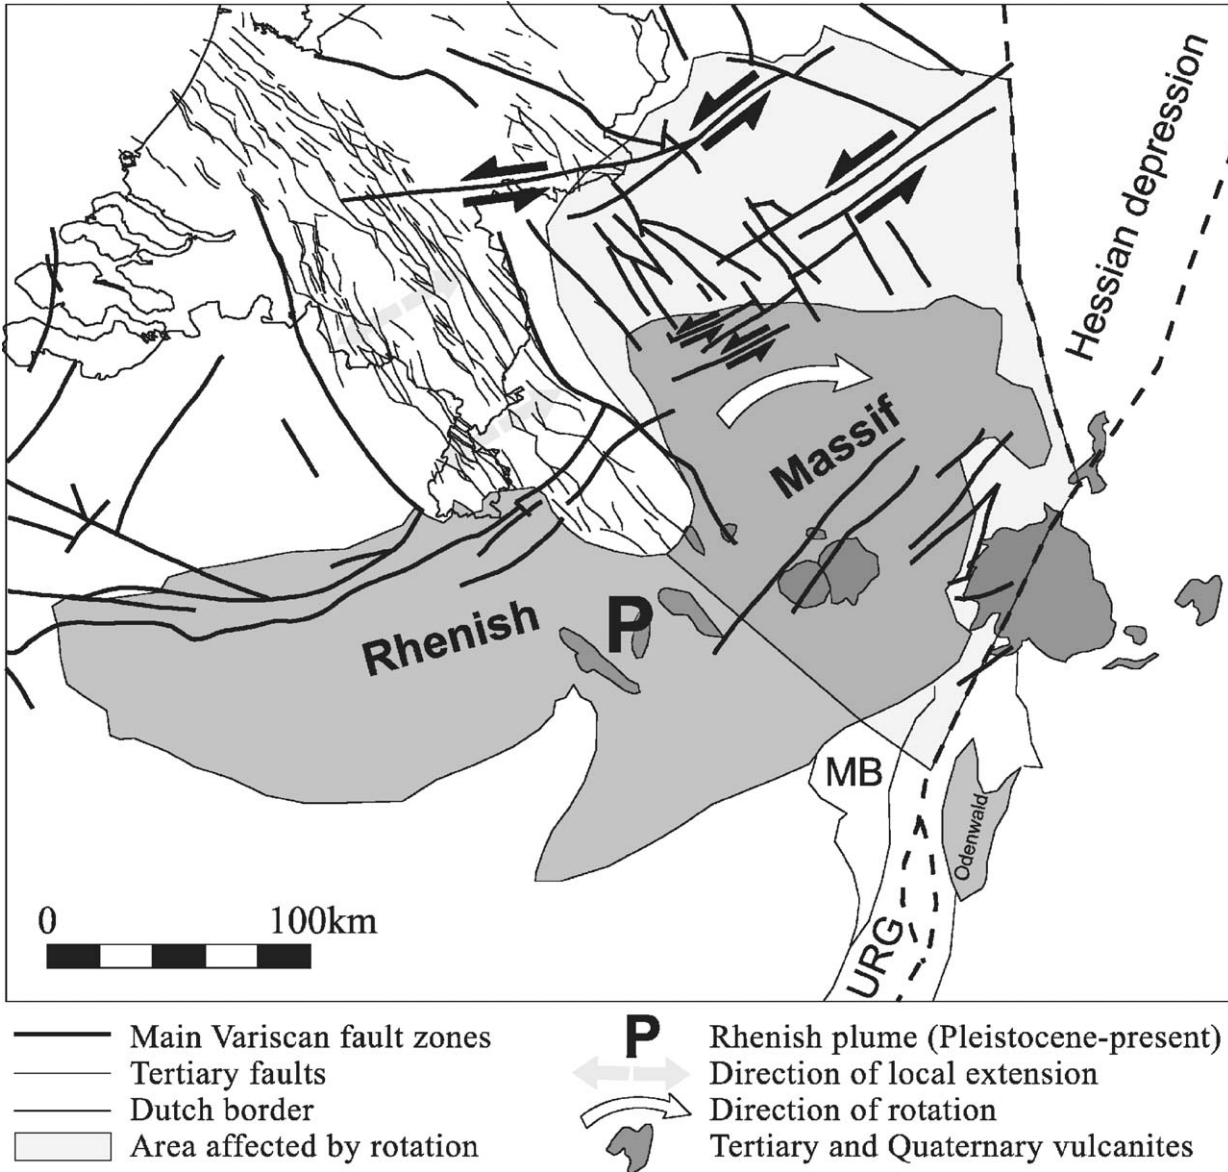 Hessian depression
Massif
Rhenish
P
MB
Odenwald
URG
0 100km
Main Variscan fault zones
Tertiary faults
Dutch border
Area affected by rotation
P Rhenish plume (Pleistocene-present)
Direction of local extension
Direction of rotation
Tertiary and Quaternary vulcanites